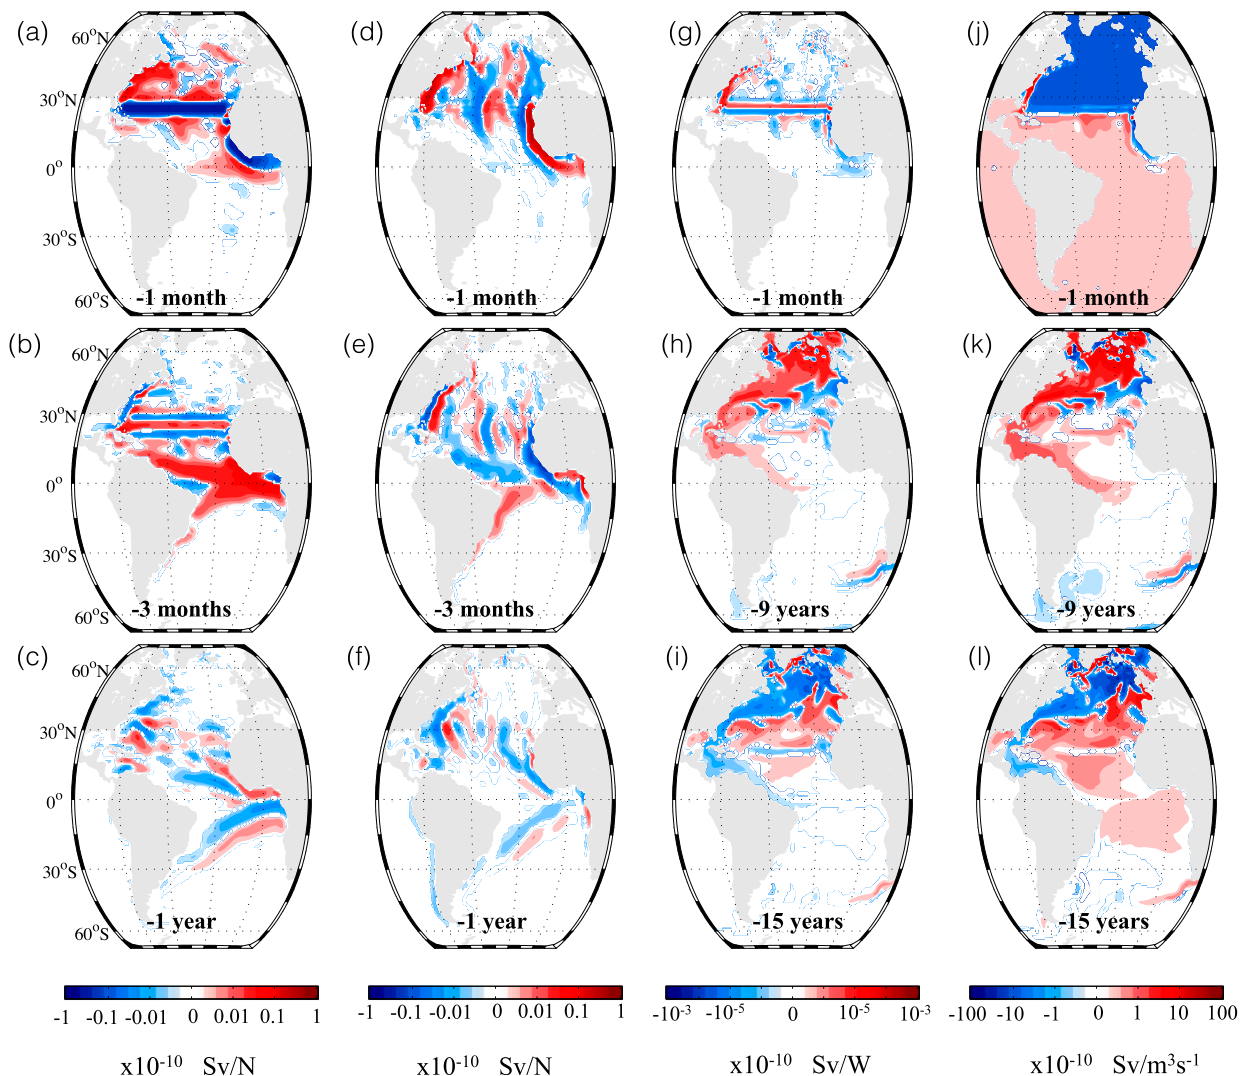 (a) (d) (g) (j)
60°N
30°N
0°
30°S
60°S
-1 month -1 month -1 month -1 month
(b) (e) (h) (k)
60°N
30°N
0°
30°S
60°S
-3 months -3 months -9 years -9 years
(c) (f) (i) (l)
60°N
30°N
0°
30°S
60°S
-1 year -1 year -15 years -15 years
-1 -0.1 -0.01 0 0.01 0.1 1
-1 -0.1 -0.01 0 0.01 0.1 1
-10⁻³ -10⁻⁵ 0 10⁻⁵ 10⁻³
-100 -10 -1 0 1 10 100
x10⁻¹⁰ Sv/N
x10⁻¹⁰ Sv/N
x10⁻¹⁰ Sv/W
x10⁻¹⁰ Sv/m³s⁻¹